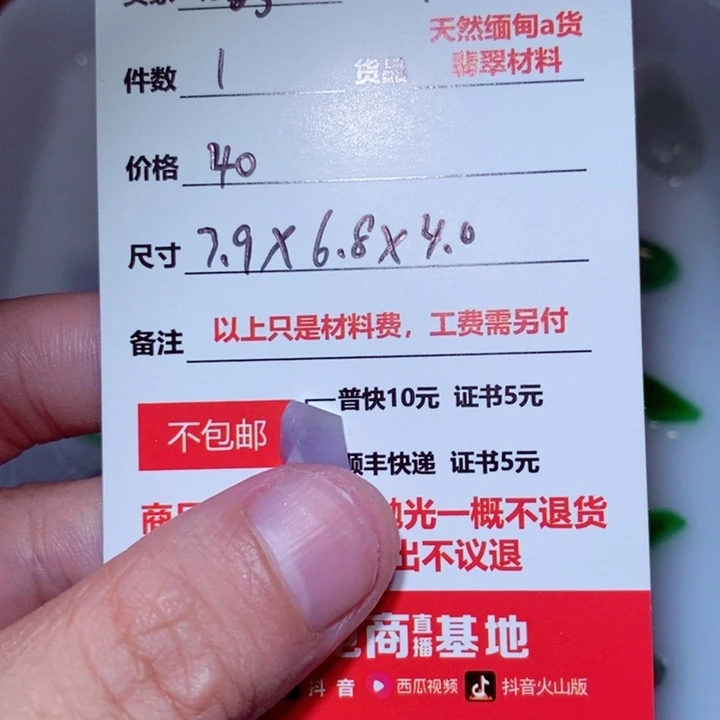 天然缅甸a货
件数 1 货品 翡翠材料
价格 40
尺寸 7.9X6.8X4.0
备注 以上只是材料费，工费需另付
普快10元 证书5元
不包邮
顺丰快递 证书5元
光一概不退货
出不议退
电商直播基地
抖音 西瓜视频 抖音火山版